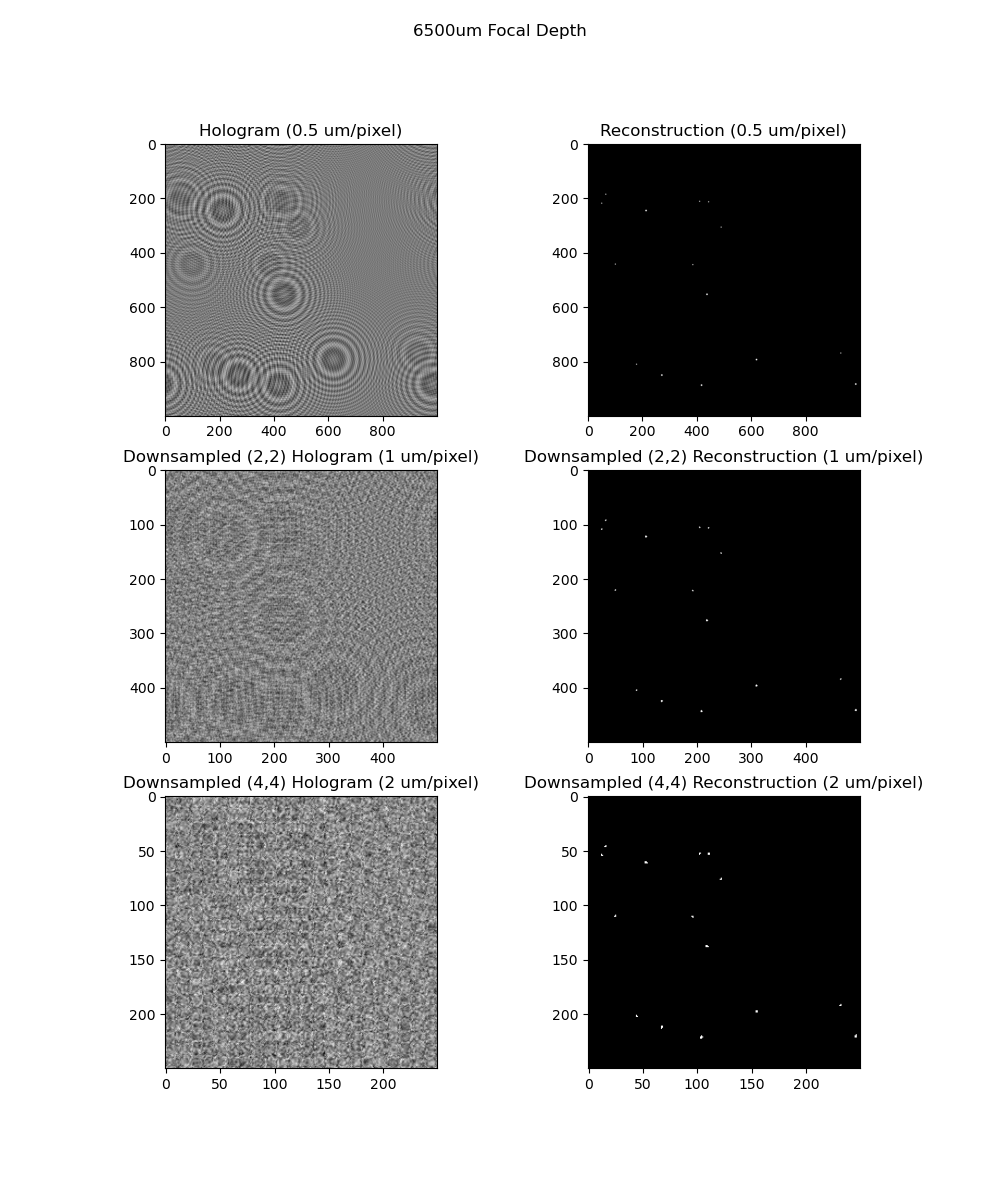 6500um Focal Depth
Hologram (0.5 um/pixel)
Reconstruction (0.5 um/pixel)
0
200
400
600
800
0 200 400 600 800
0
200
400
600
800
0 200 400 600 800
Downsampled (2,2) Hologram (1 um/pixel)
Downsampled (2,2) Reconstruction (1 um/pixel)
0
100
200
300
400
0 100 200 300 400
0
100
200
300
400
0 100 200 300 400
Downsampled (4,4) Hologram (2 um/pixel)
Downsampled (4,4) Reconstruction (2 um/pixel)
0
50
100
150
200
0 50 100 150 200
0
50
100
150
200
0 50 100 150 200